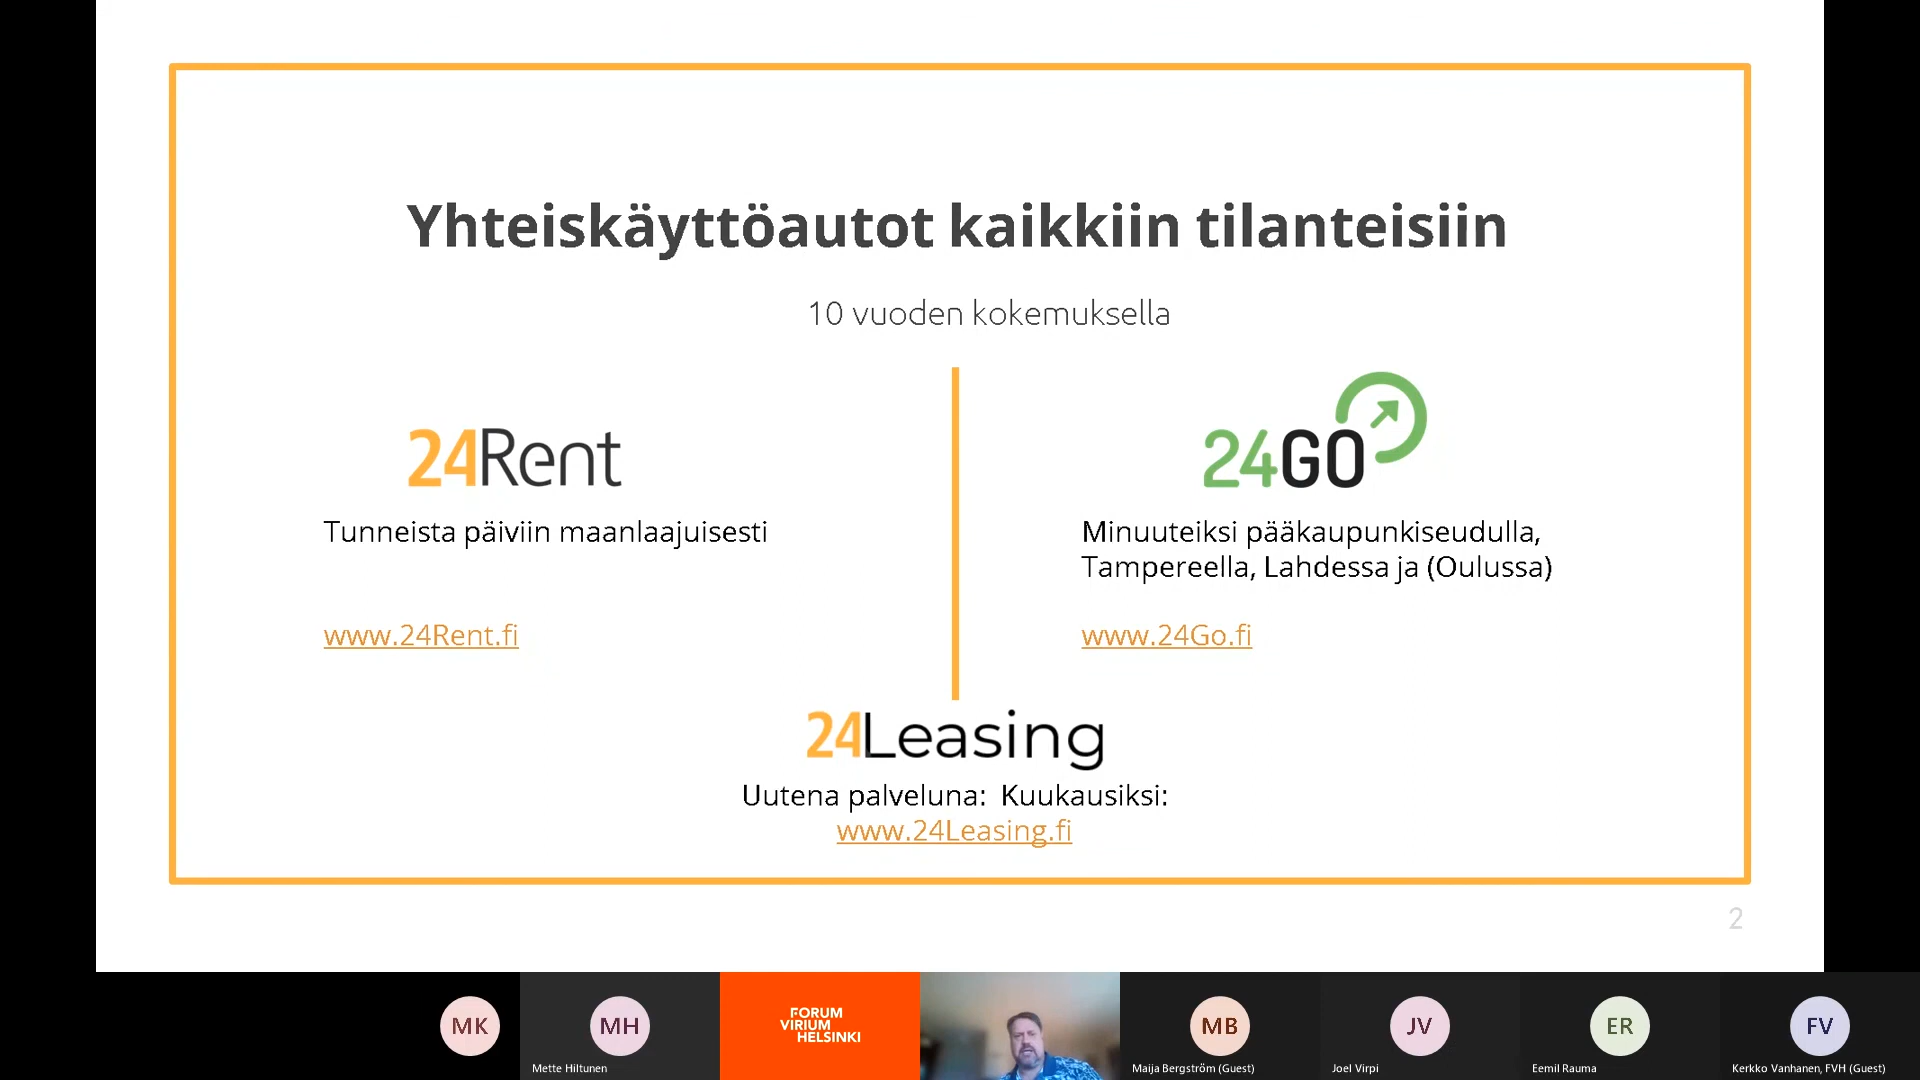 Yhteiskäyttöautot kaikkiin tilanteisiin
10 vuoden kokemuksella
24Rent
Tunneista päiviin maanlaajuisesti
www.24Rent.fi
24GO
Minuuteiksi pääkaupunkiseudulla,
Tampereella, Lahdessa ja (Oulussa)
www.24Go.fi
24Leasing
Uutena palveluna: Kuukausiksi:
www.24Leasing.fi
2
MK
MH
Mette Hiltunen
FORUM
VIRIUM
HELSINKI
MB
Maija Bergström (Guest)
JV
Joel Virpi
ER
Eemil Rauma
FV
Kerkko Vanhanen, FVH (Guest)